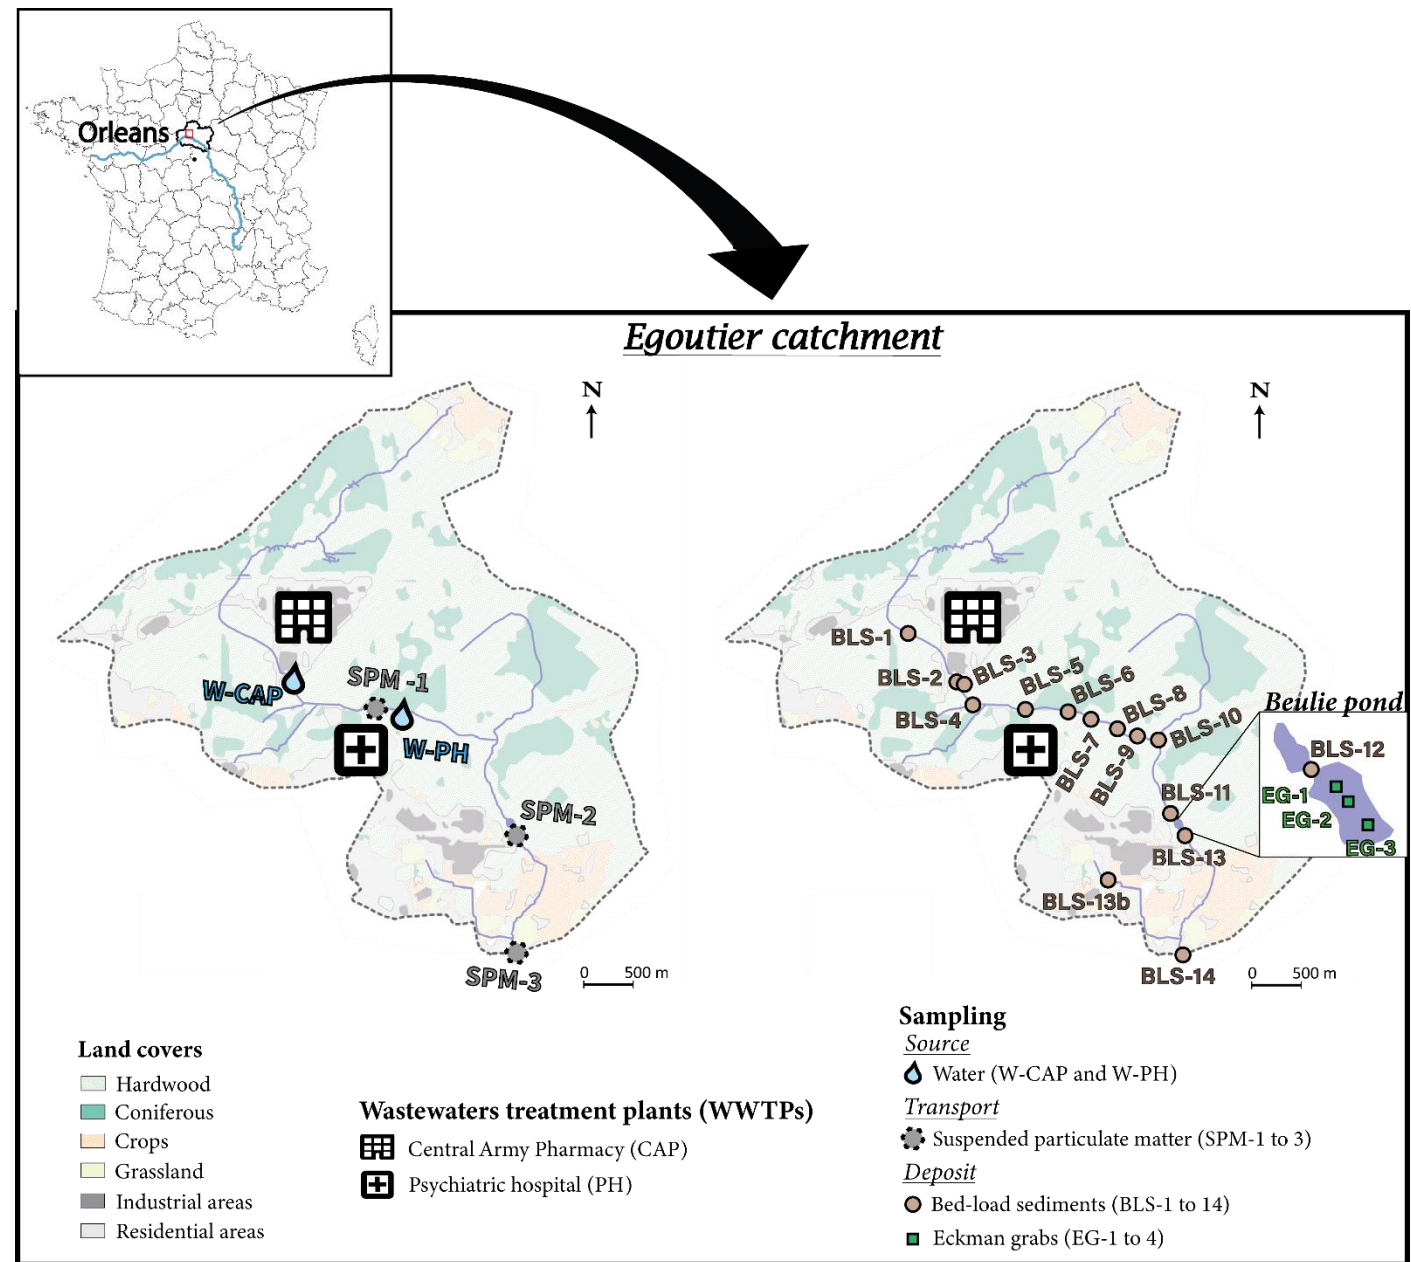 Orleans
Egoutier catchment
N
W-CAP
SPM -1
W-PH
SPM-2
SPM-3
0 500 m
N
BLS-1
BLS-2
BLS-3
BLS-4
BLS-5
BLS-6
BLS-7
BLS-8
BLS-9
BLS-10
BLS-11
BLS-13
BLS-13b
BLS-14
0 500 m
Beulie pond
BLS-12
EG-1
EG-2
EG-3
Land covers
Hardwood
Coniferous
Crops
Grassland
Industrial areas
Residential areas
Wastewaters treatment plants (WWTPs)
Central Army Pharmacy (CAP)
Psychiatric hospital (PH)
Sampling
Source
Water (W-CAP and W-PH)
Transport
Suspended particulate matter (SPM-1 to 3)
Deposit
Bed-load sediments (BLS-1 to 14)
Eckman grabs (EG-1 to 4)